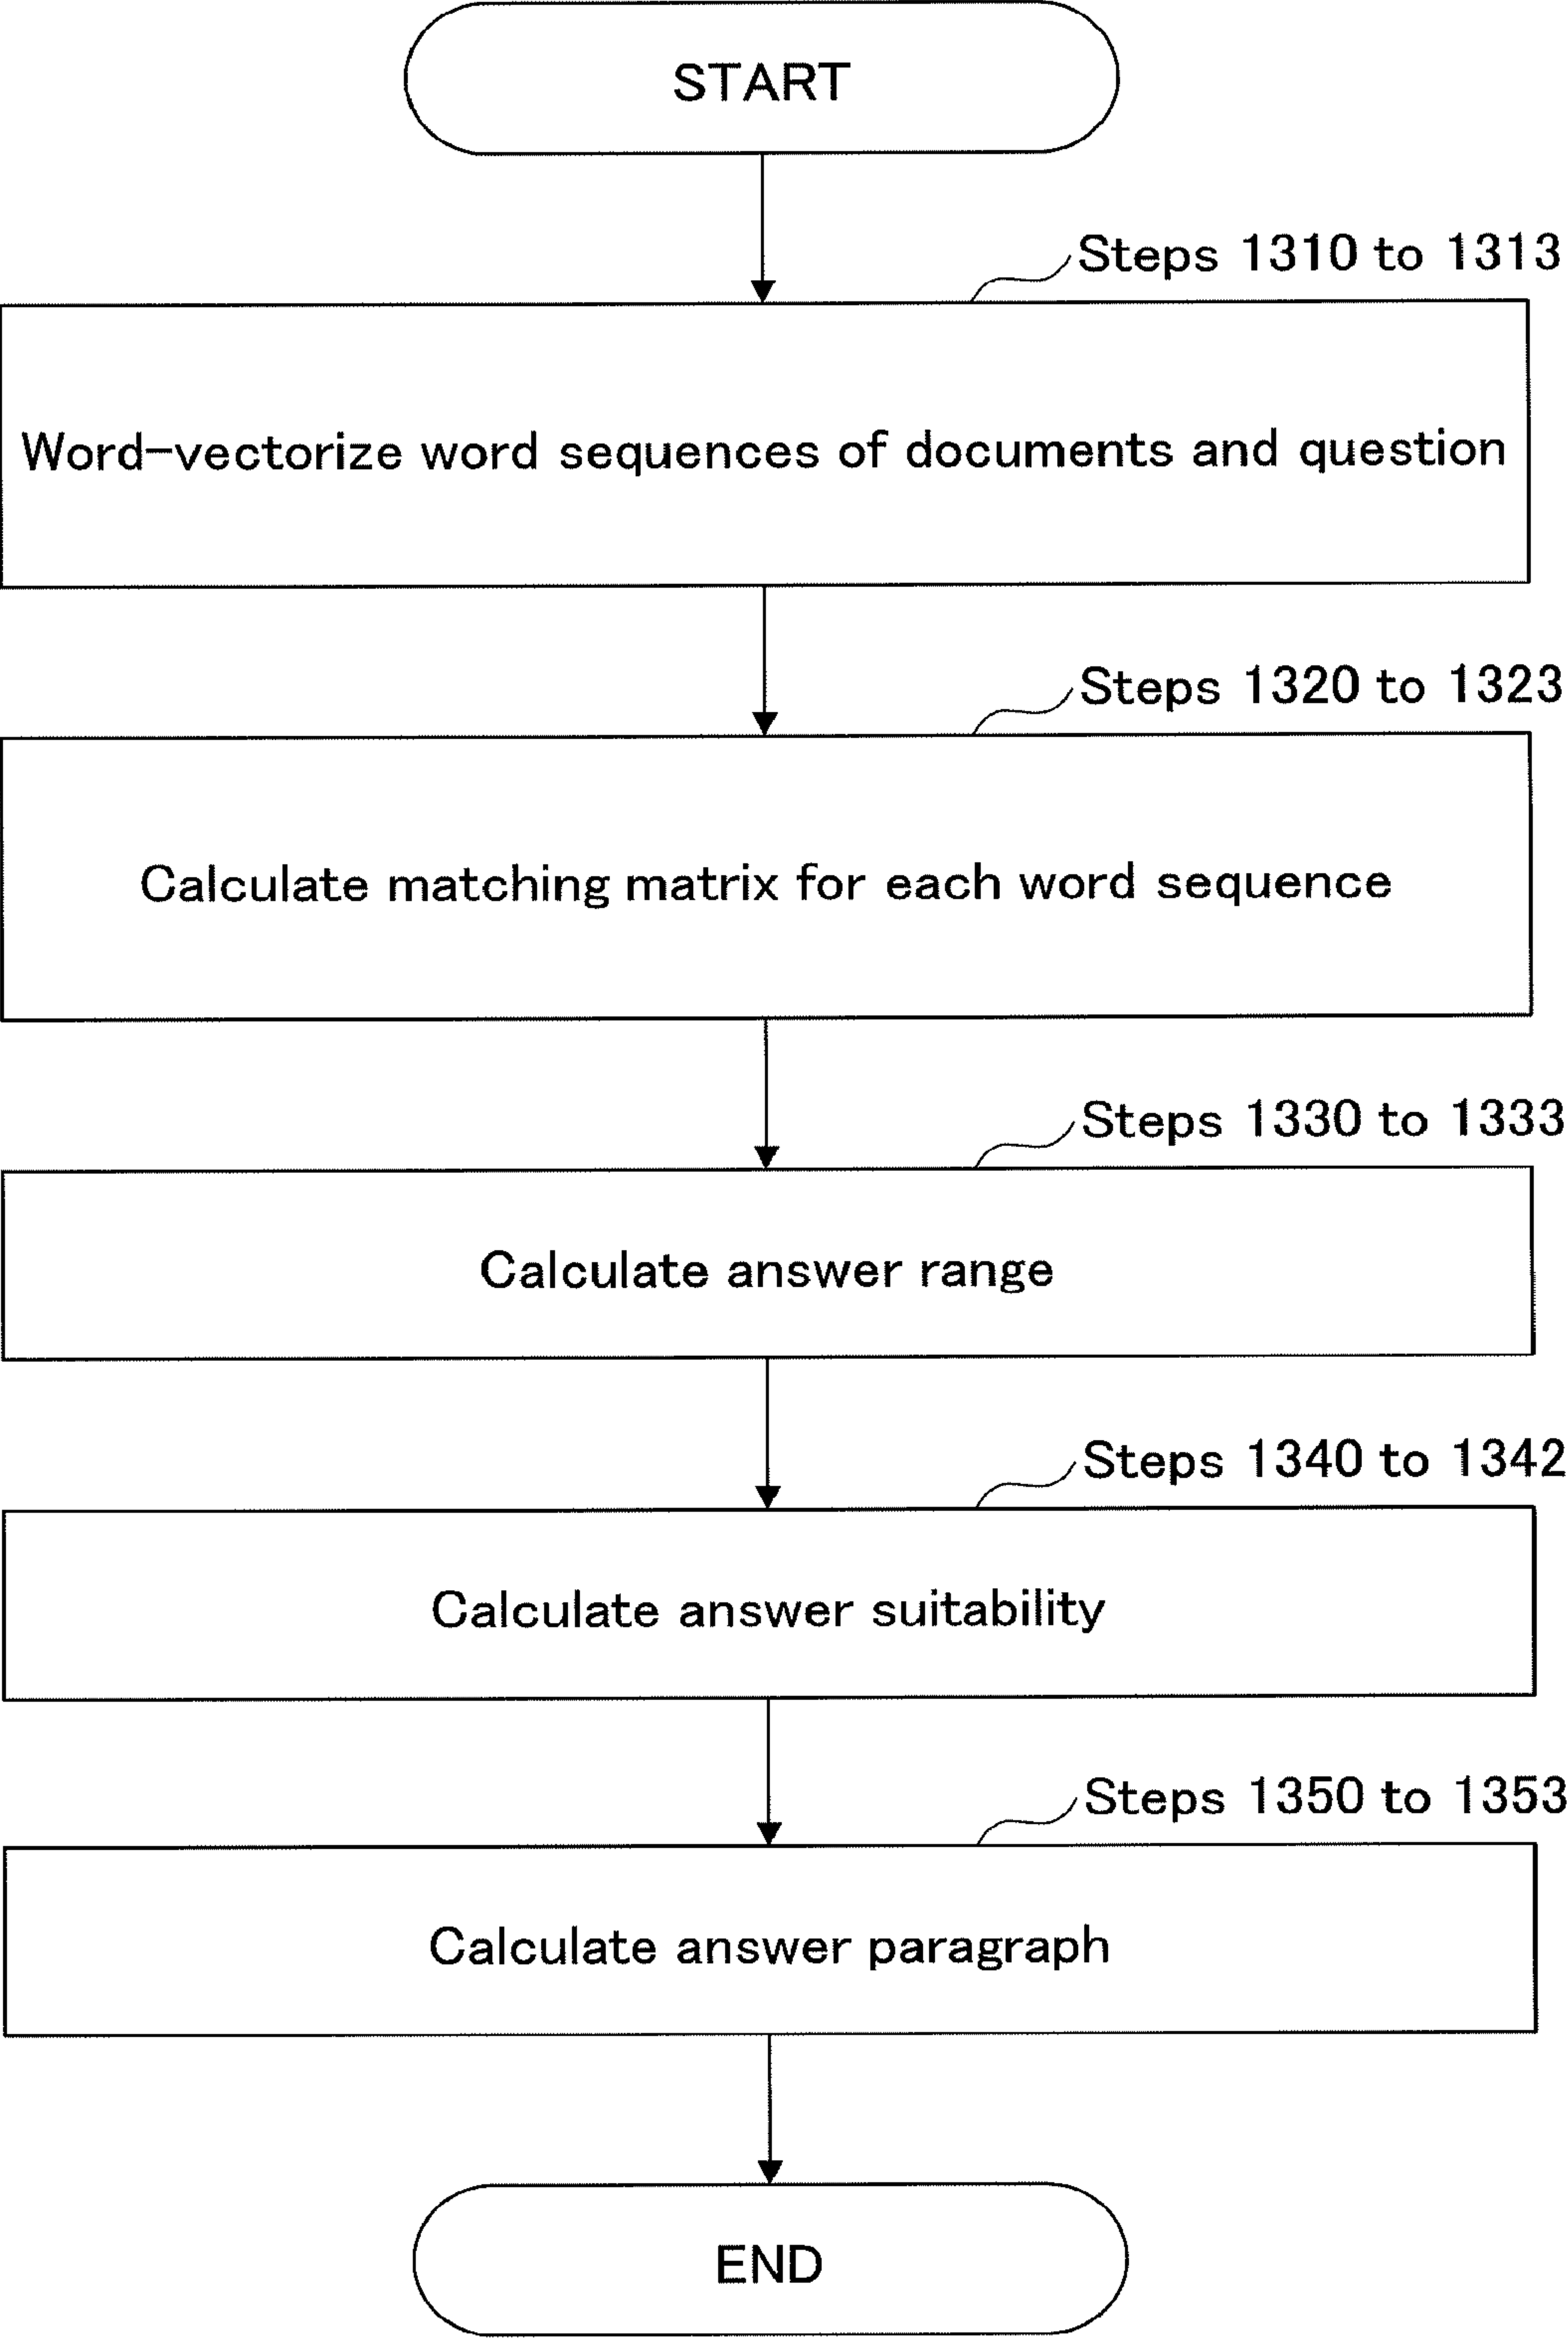 START
Steps 1310 to 1313
Word-vectorize word sequences of documents and question
Steps 1320 to 1323
Calculate matching matrix for each word sequence
Steps 1330 to 1333
Calculate answer range
Steps 1340 to 1342
Calculate answer suitability
Steps 1350 to 1353
Calculate answer paragraph
END